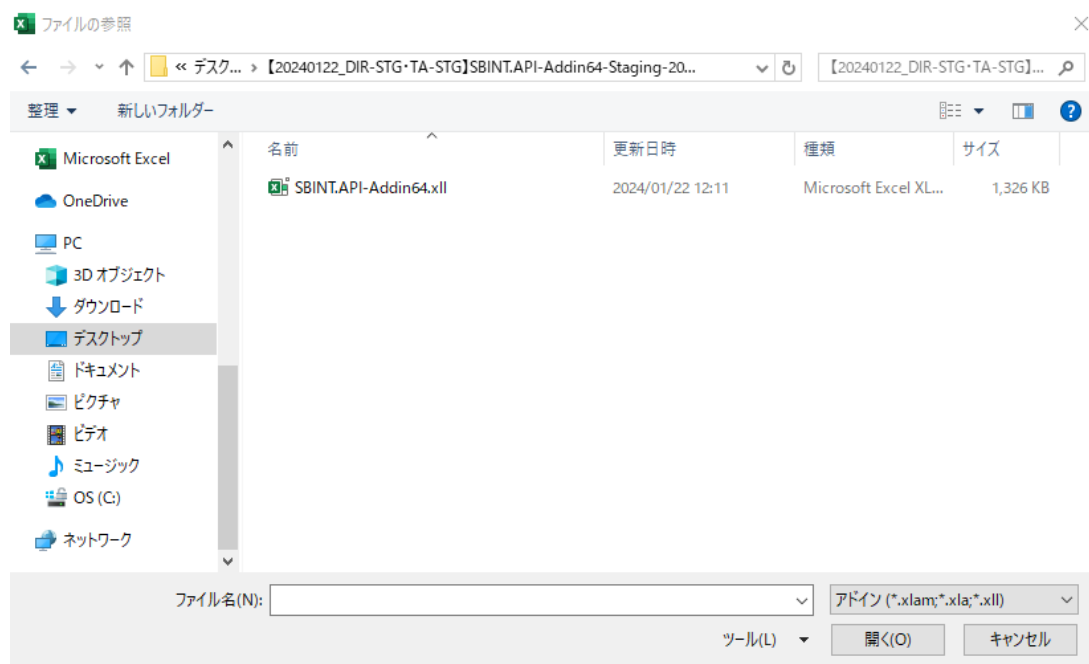 ファイルの参照
« デスク... › 【20240122_DIR-STG・TA-STG】SBINT.API-Addin64-Staging-20...
【20240122_DIR-STG・TA-STG】...
整理
新しいフォルダー
名前 更新日時 種類 サイズ
Microsoft Excel
SBINT.API-Addin64.xll 2024/01/22 12:11 Microsoft Excel XL... 1,326 KB
OneDrive
PC
3D オブジェクト
ダウンロード
デスクトップ
ドキュメント
ピクチャ
ビデオ
ミュージック
OS (C:)
ネットワーク
ファイル名(N):
アドイン (*.xlam;*.xla;*.xll)
ツール(L) 開く(O) キャンセル